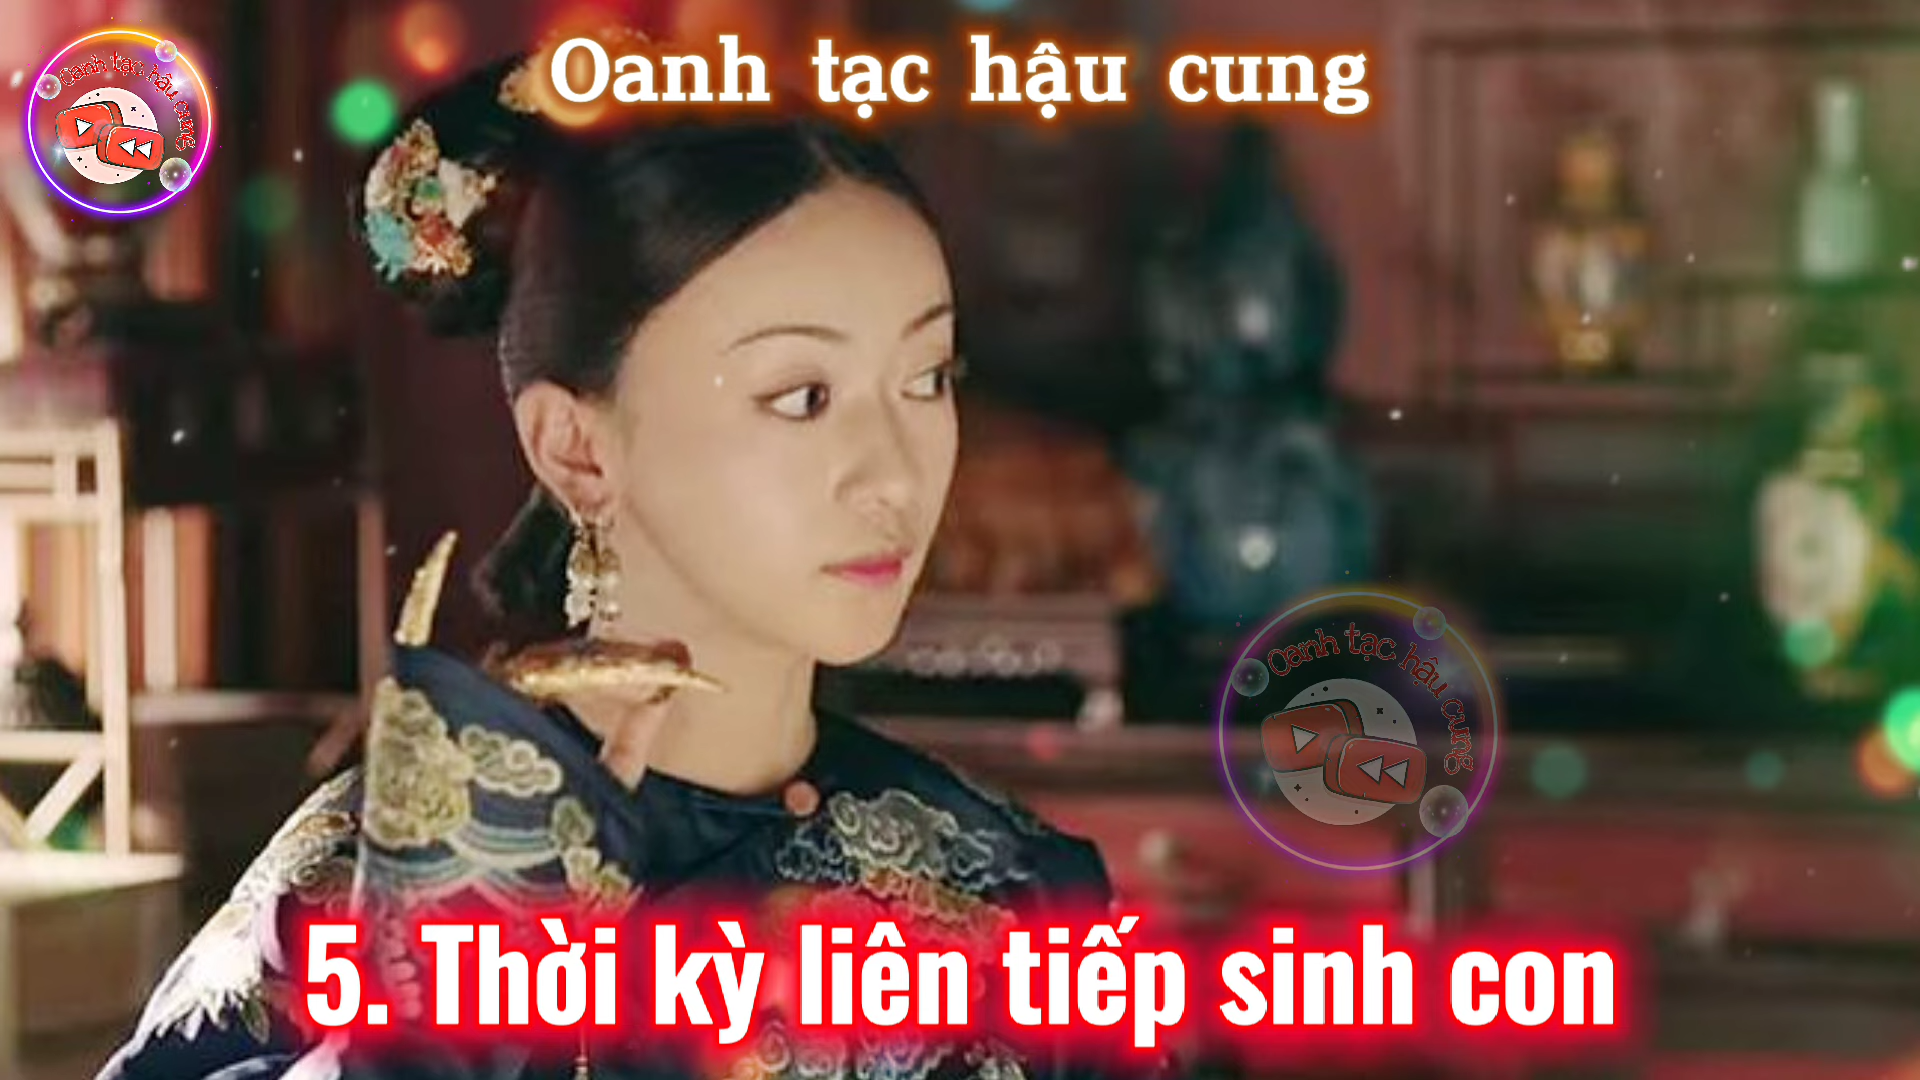 Oanh tạc hậu cung
Oanh tạc hậu cung
Oanh tạc hậu cung
5. Thời kỳ liên tiếp sinh con